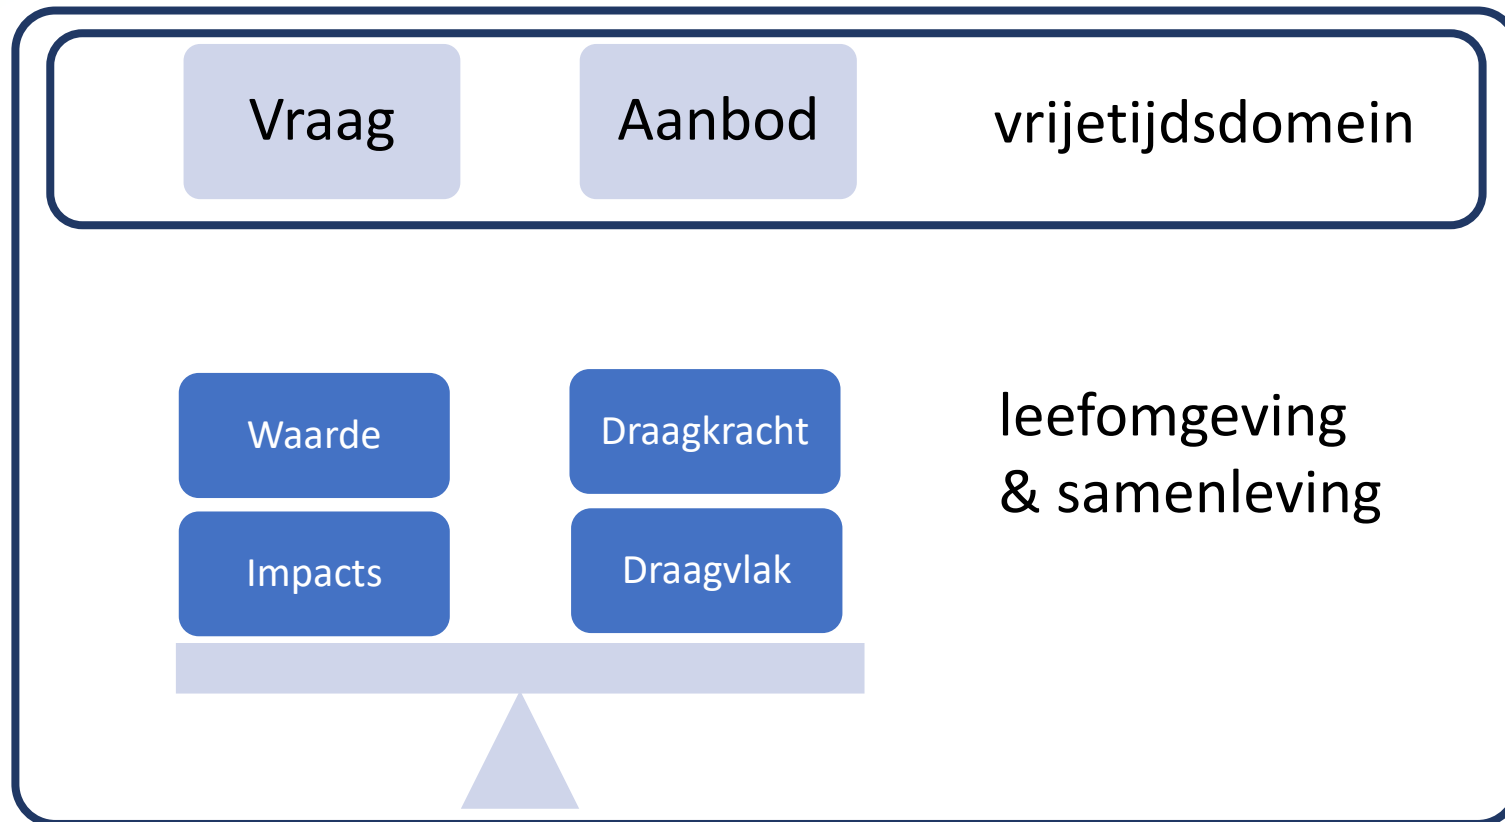 Vraag
Aanbod
vrijetijdsdomein
Waarde
Draagkracht
Impacts
Draagvlak
leefomgeving
& samenleving